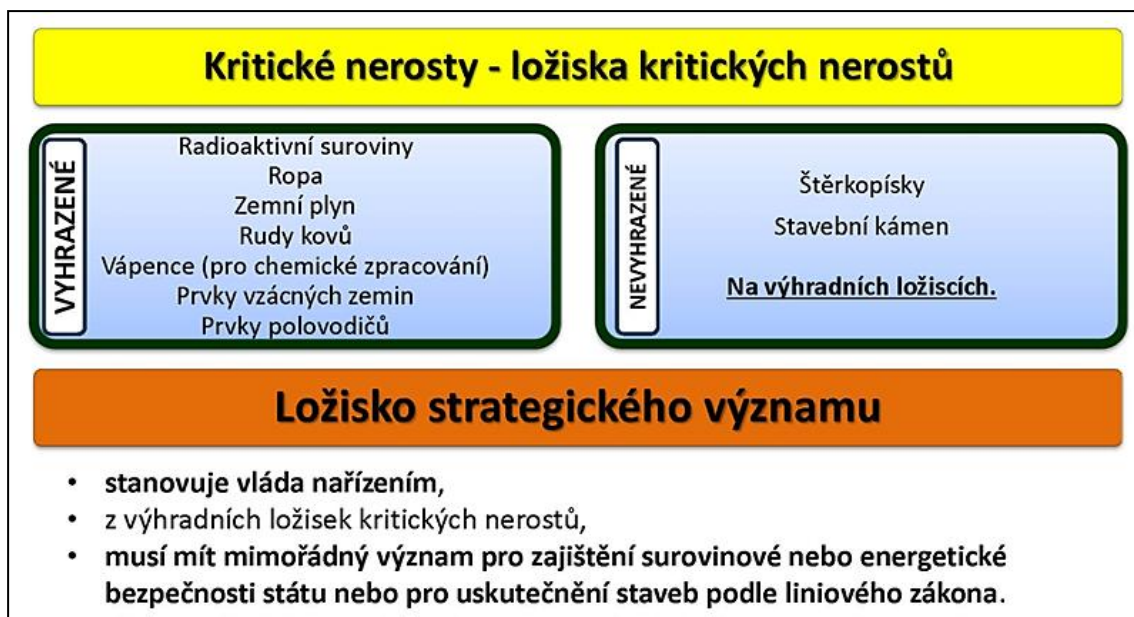 Kritické nerosty - ložiska kritických nerostů
VYHRAZENÉ
Radioaktivní suroviny
Ropa
Zemní plyn
Rudy kovů
Vápence (pro chemické zpracování)
Prvky vzácných zemin
Prvky polovodičů
NEVYHRAZENÉ
Štěrkopísky
Stavební kámen
Na výhradních ložiscích.
Ložisko strategického významu
• stanovuje vláda nařízením,
• z výhradních ložisek kritických nerostů,
• musí mít mimořádný význam pro zajištění surovinové nebo energetické
bezpečnosti státu nebo pro uskutečnění staveb podle liniového zákona.